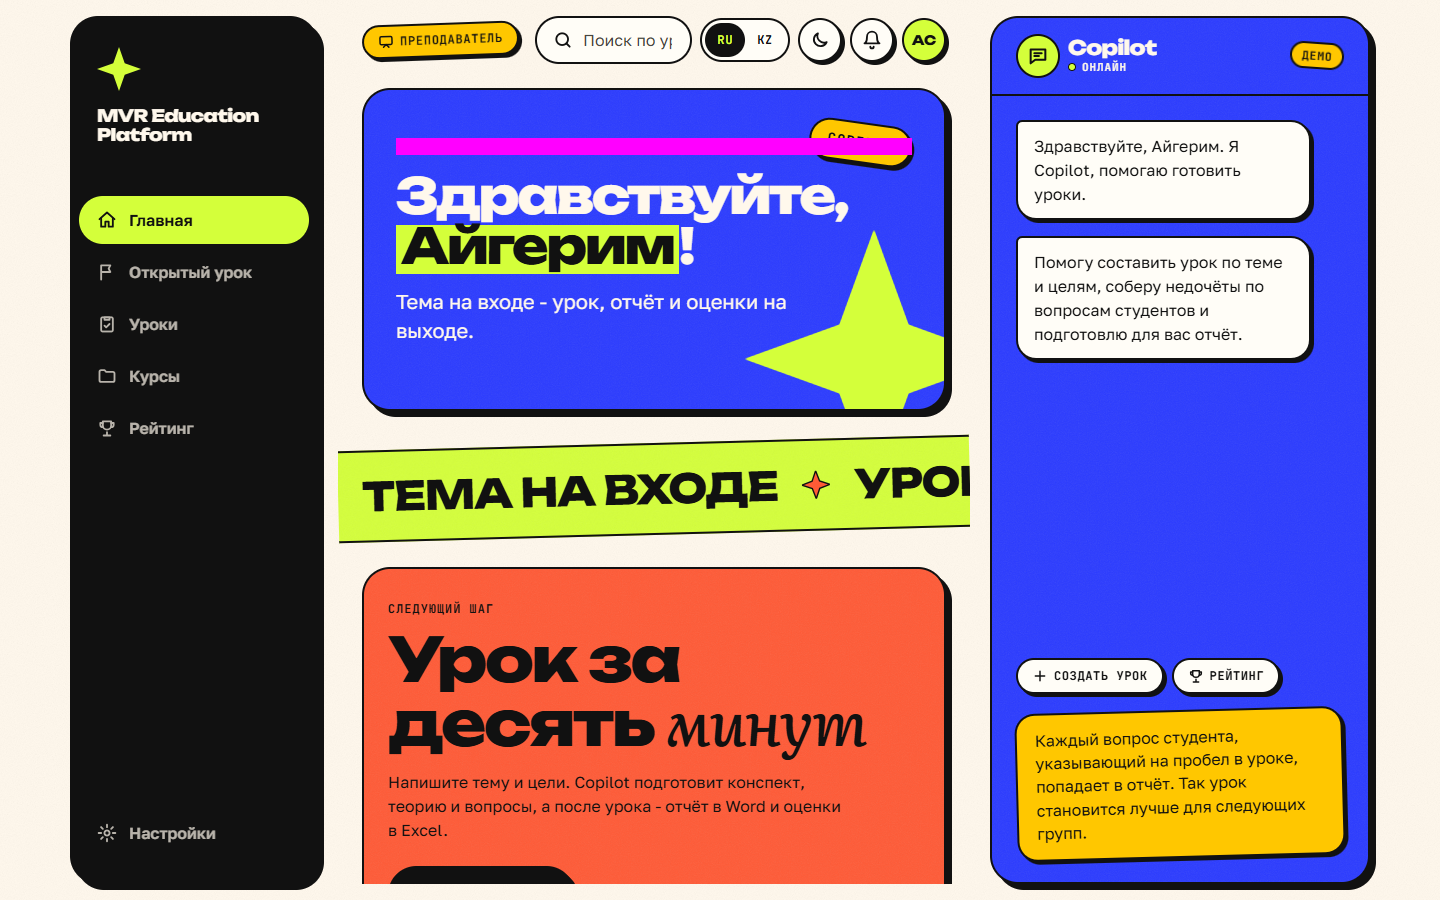 MVR Education
Platform
Главная
Открытый урок
Уроки
Курсы
Рейтинг
Настройки
ПРЕПОДАВАТЕЛЬ
Поиск по
RU
KZ
АС
Здравствуйте,
Айгерим!
Тема на входе - урок, отчёт и оценки на
выходе.
ТЕМА НА ВХОДЕ
СЛЕДУЮЩИЙ ШАГ
Урок за
десять минут
Напишите тему и цели. Copilot подготовит конспект,
теорию и вопросы, а после урока - отчёт в Word и оценки
в Excel.
Copilot
ОНЛАЙН
ДЕМО
Здравствуйте, Айгерим. Я
Copilot, помогаю готовить
уроки.
Помогу составить урок по теме
и целям, соберу недочёты по
вопросам студентов и
подготовлю для вас отчёт.
СОЗДАТЬ УРОК
РЕЙТИНГ
Каждый вопрос студента,
указывающий на пробел в уроке,
попадает в отчёт. Так урок
становится лучше для следующих
групп.